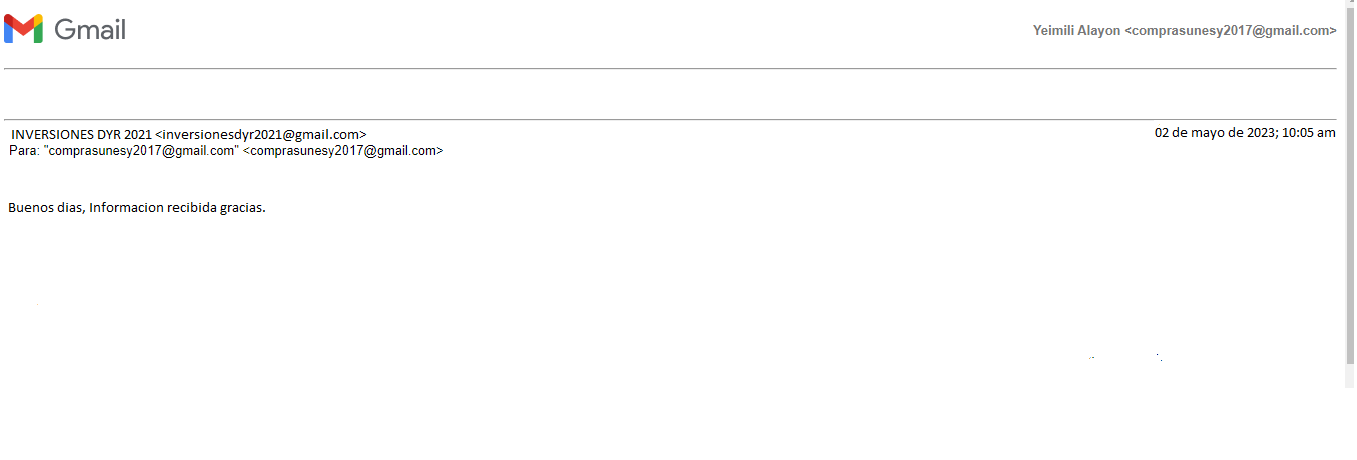 Gmail
Yeimili Alayon <comprasunesy2017@gmail.com>
INVERSIONES DYR 2021 <inversionesdyr2021@gmail.com>
02 de mayo de 2023; 10:05 am
Para: "comprasunesy2017@gmail.com" <comprasunesy2017@gmail.com>
Buenos dias, Informacion recibida gracias.